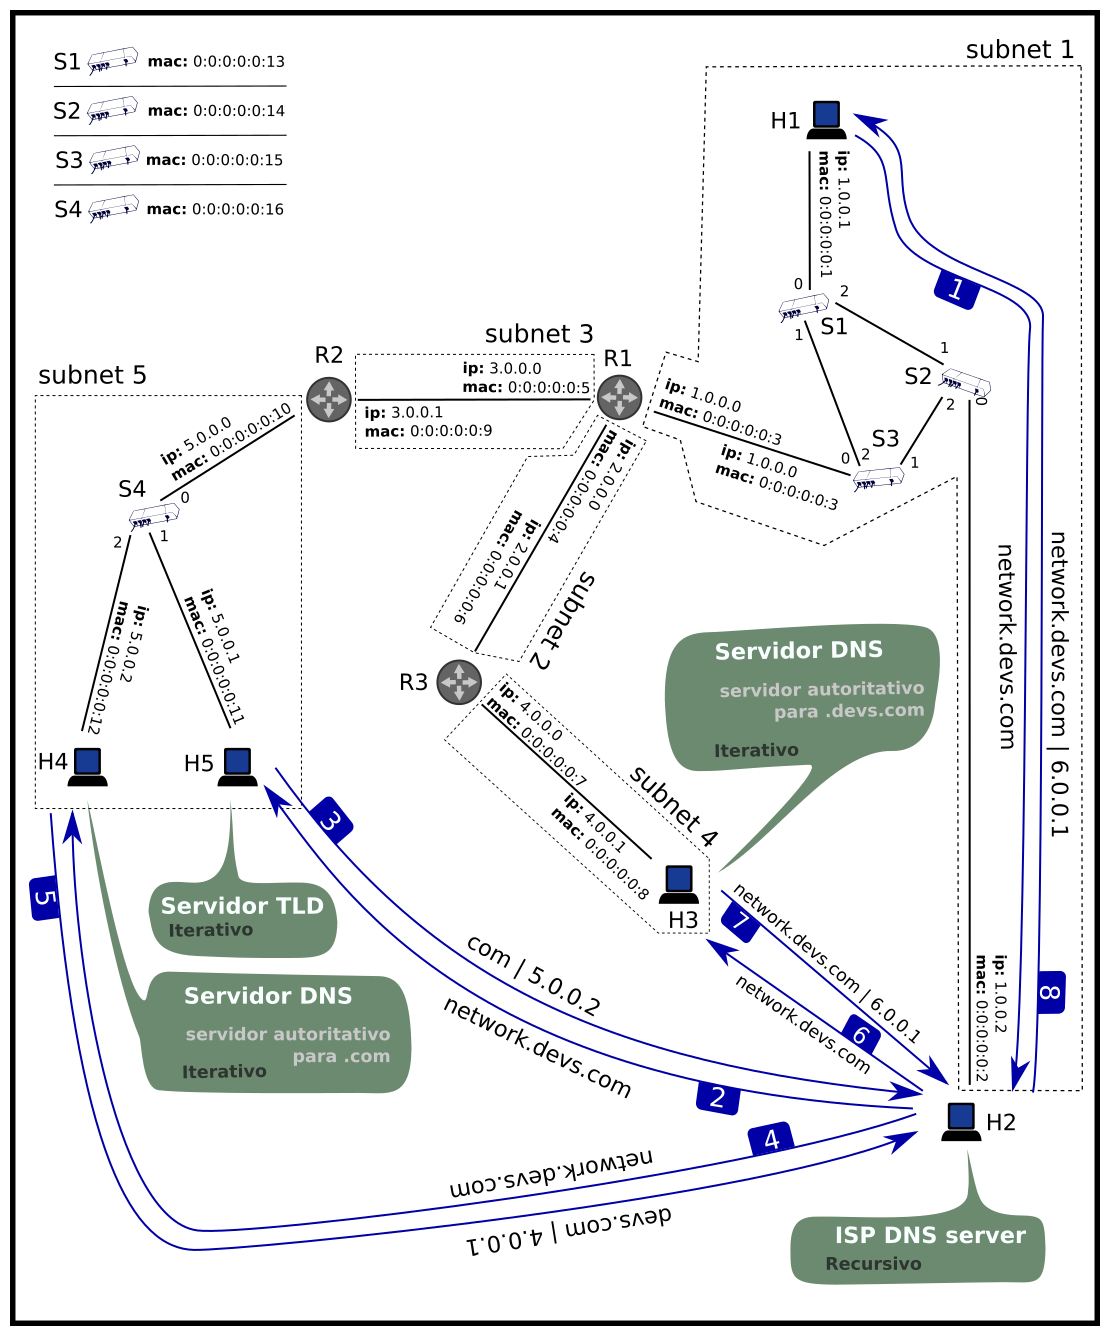 S1 mac: 0:0:0:0:0:13
S2 mac: 0:0:0:0:0:14
S3 mac: 0:0:0:0:0:15
S4 mac: 0:0:0:0:0:16
subnet 1
H1
ip: 1.0.0.1
mac: 0:0:0:0:0:1
1
0
2
S1
1
1
S2
0
2
S3
0
2
1
subnet 3
R2
R1
ip: 3.0.0.0
mac: 0:0:0:0:0:5
ip: 3.0.0.1
mac: 0:0:0:0:0:9
ip: 1.0.0.0
mac: 0:0:0:0:0:3
ip: 1.0.0.0
mac: 0:0:0:0:0:3
subnet 5
ip: 5.0.0.0
mac: 0:0:0:0:0:10
S4
0
2
1
ip: 2.0.0.0
mac: 0:0:0:0:0:4
ip: 2.0.0.1
mac: 0:0:0:0:0:6
subnet 2
network.devs.com
network.devs.com | 6.0.0.1
ip: 5.0.0.2
mac: 0:0:0:0:0:12
ip: 5.0.0.1
mac: 0:0:0:0:0:11
R3
ip: 4.0.0.0
mac: 0:0:0:0:0:7
subnet 4
ip: 4.0.0.1
mac: 0:0:0:0:0:8
H3
Servidor DNS
servidor autoritativo
para .devs.com
Iterativo
H4
H5
3
5
Servidor TLD
Iterativo
Servidor DNS
servidor autoritativo
para .com
Iterativo
com | 5.0.0.2
network.devs.com
2
7
network.devs.com | 6.0.0.1
network.devs.com
6
ip: 1.0.0.2
mac: 0:0:0:0:0:2
8
4
network.devs.com
devs.com | 4.0.0.1
H2
ISP DNS server
Recursivo